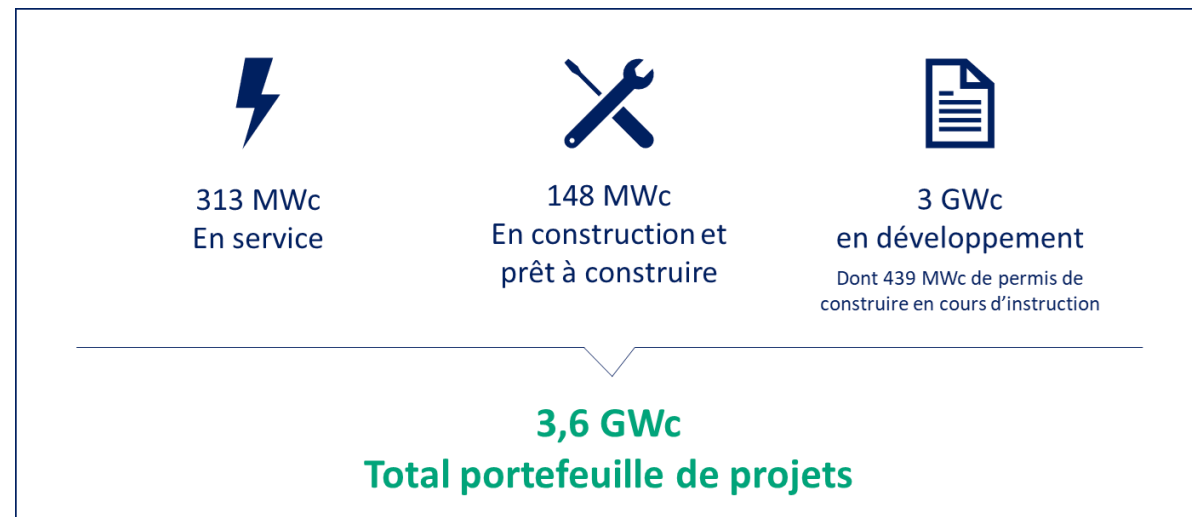 313 MWc
En service
148 MWc
En construction et
prêt à construire
3 GWc
en développement
Dont 439 MWc de permis de
construire en cours d’instruction
3,6 GWc
Total portefeuille de projets